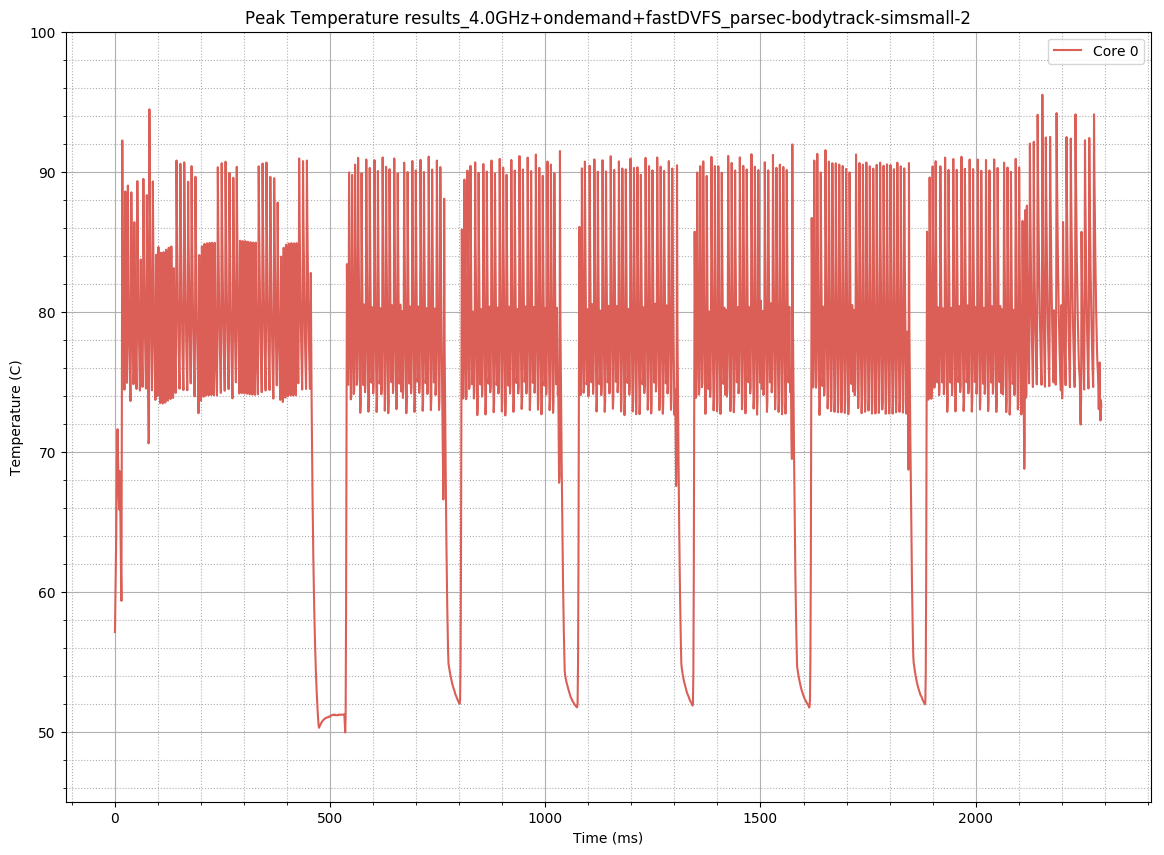 Peak Temperature results_4.0GHz+ondemand+fastDVFS_parsec-bodytrack-simsmall-2
Core 0
100
90
80
70
60
50
Temperature (C)
0 500 1000 1500 2000
Time (ms)